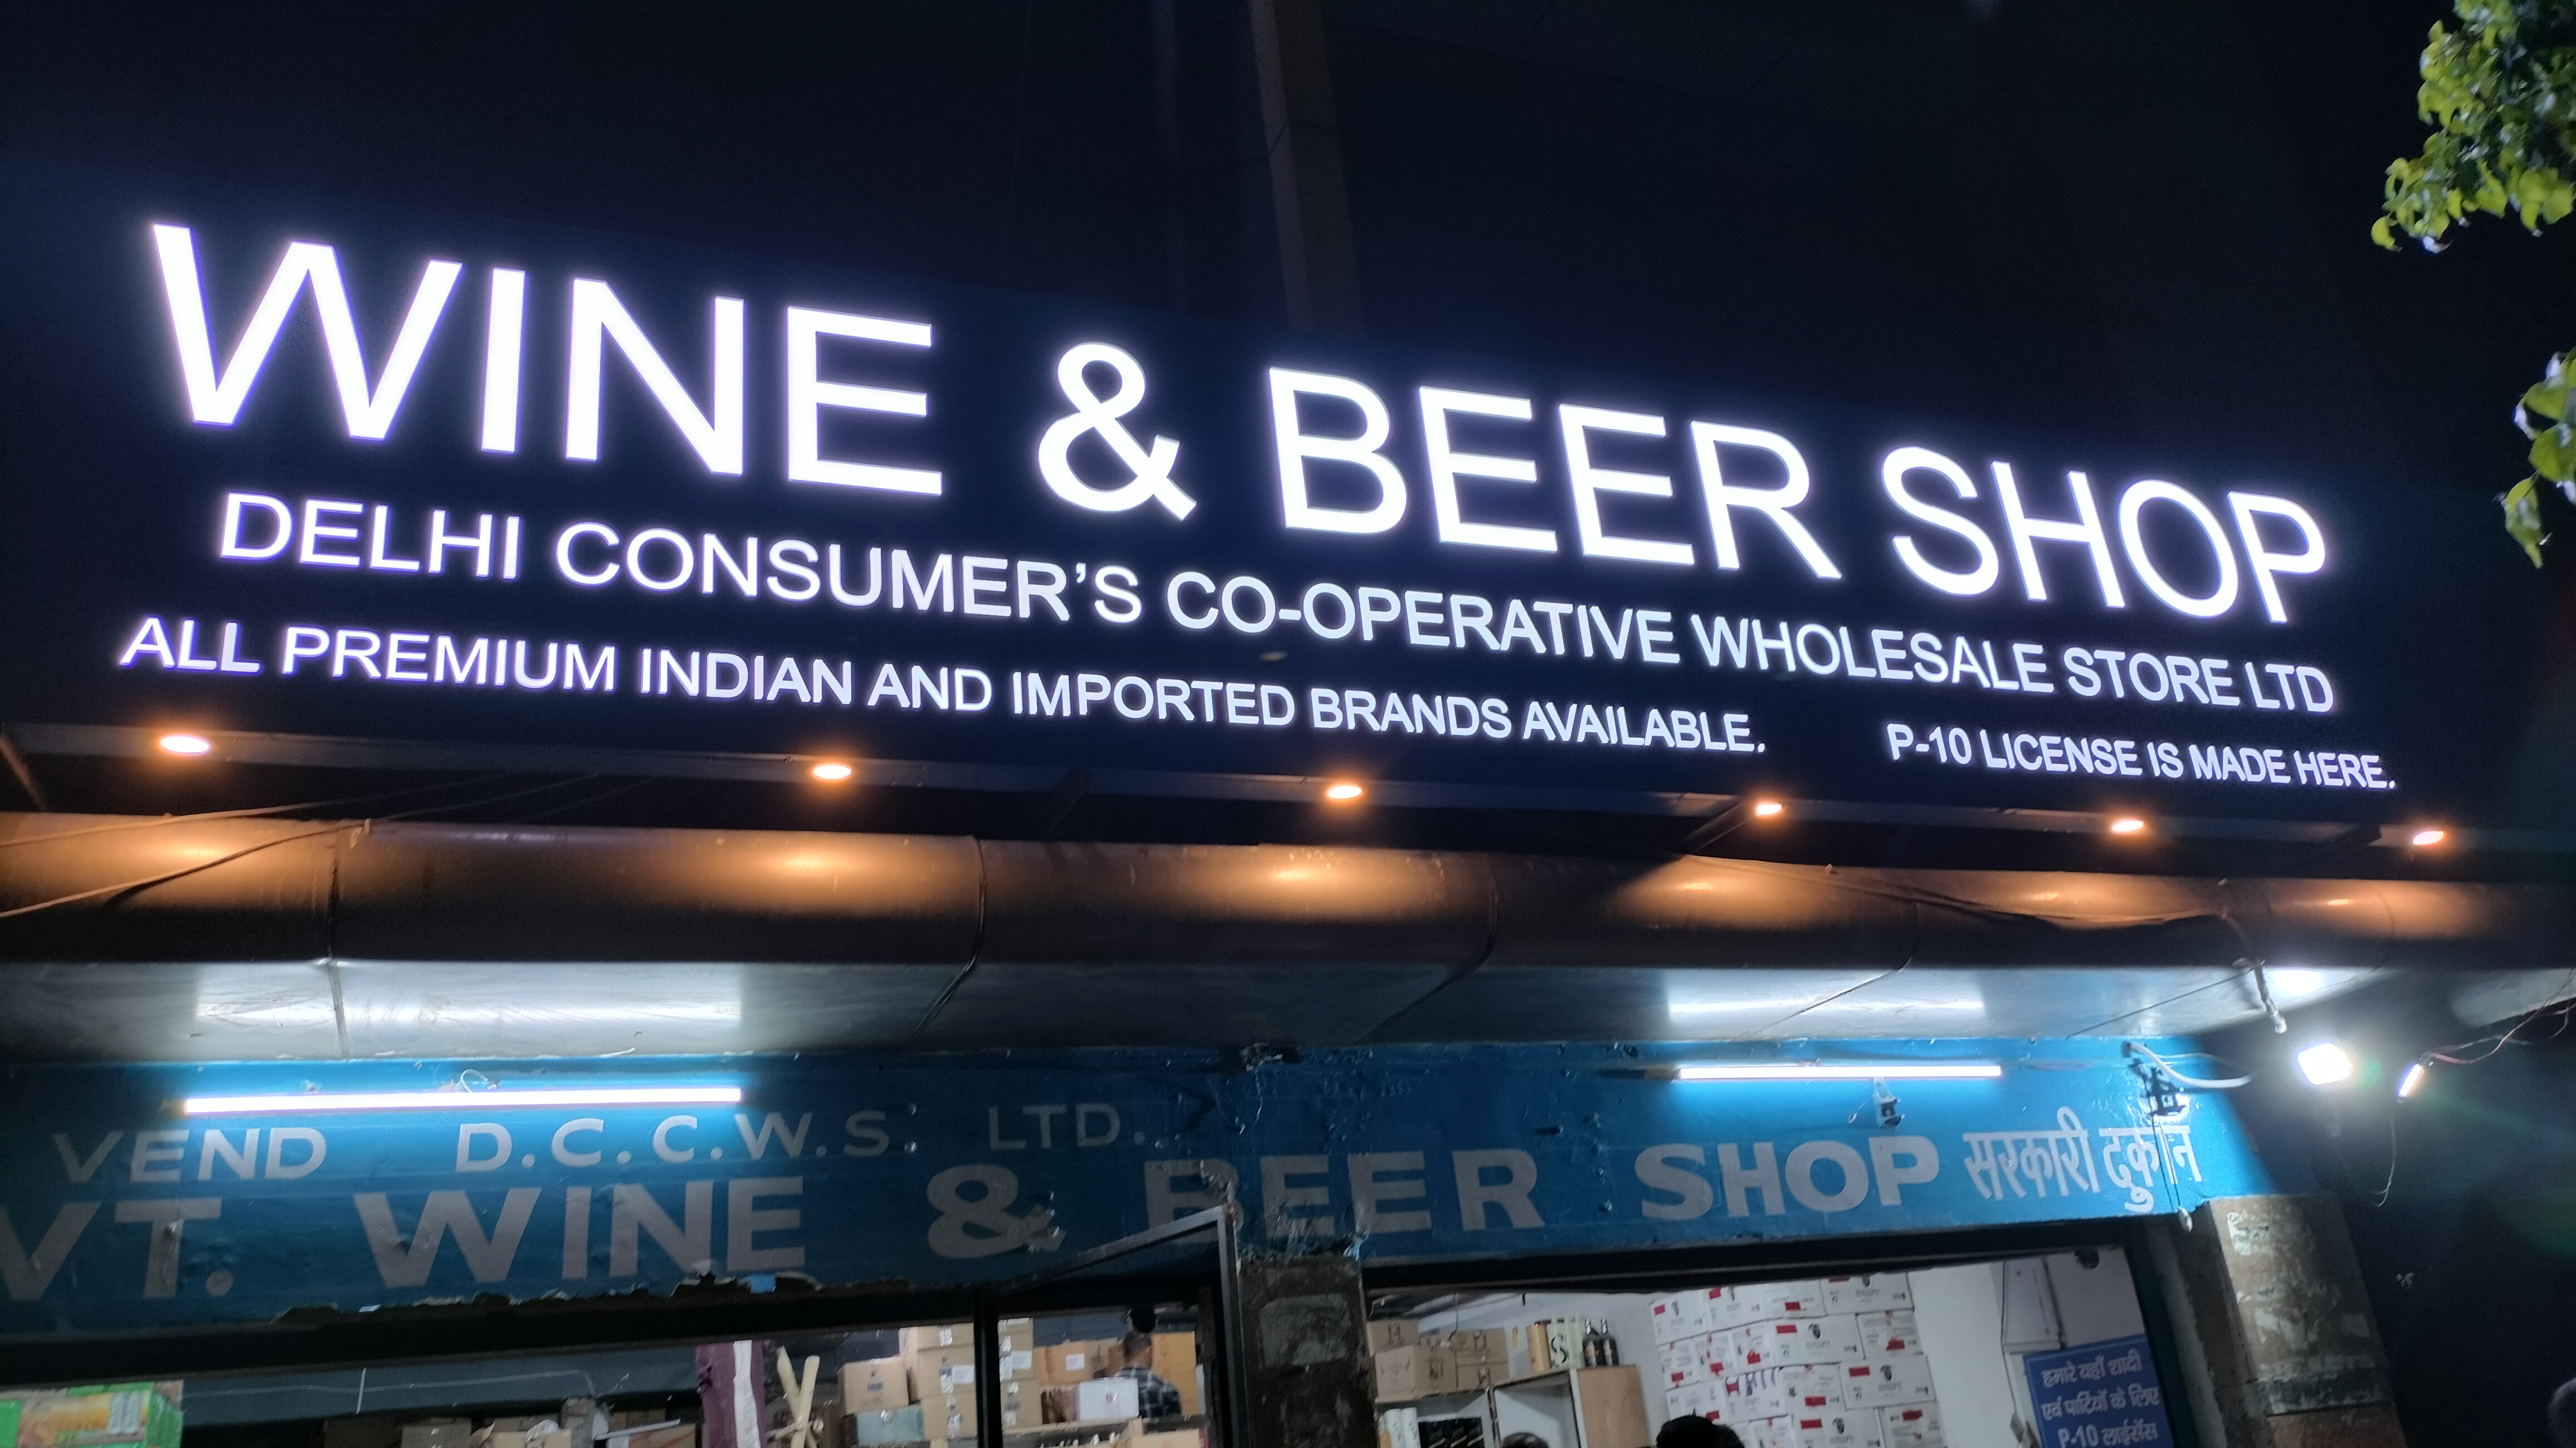 WINE & BEER SHOP
DELHI CONSUMER'S CO-OPERATIVE WHOLESALE STORE LTD
ALL PREMIUM INDIAN AND IMPORTED BRANDS AVAILABLE. P-10 LICENSE IS MADE HERE.
VEND D.C.C.W.S. LTD.
VT. WINE & BEER SHOP सरकारी दुकान
हमारे यहाँ शादी
एवं पार्टियों के लिए
P-10 लाईसेंस